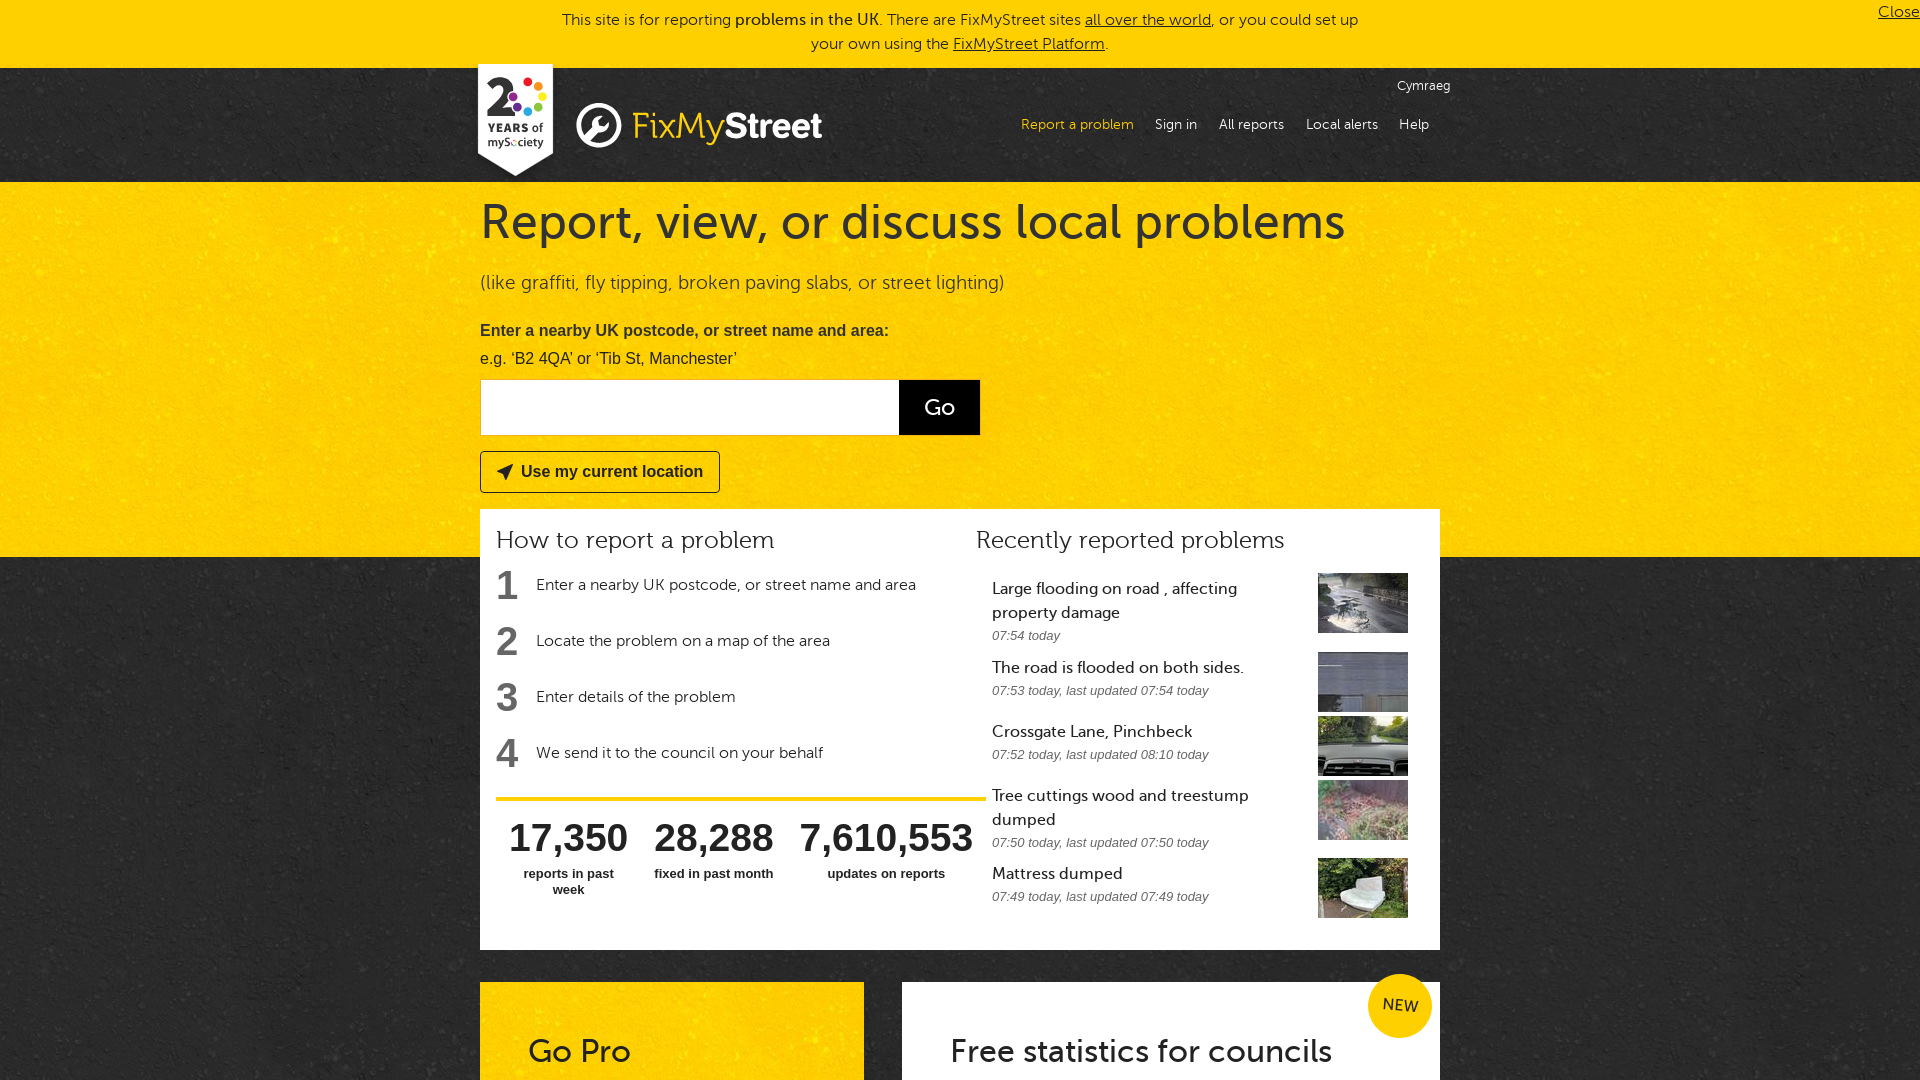 This site is for reporting problems in the UK. There are FixMyStreet sites all over the world, or you could set up
your own using the FixMyStreet Platform.
Close
20
YEARS of
mySociety
FixMyStreet
Cymraeg
Report a problem
Sign in
All reports
Local alerts
Help
Report, view, or discuss local problems
(like graffiti, fly tipping, broken paving slabs, or street lighting)
Enter a nearby UK postcode, or street name and area:
e.g. ‘B2 4QA’ or ‘Tib St, Manchester’
Go
Use my current location
How to report a problem
1 Enter a nearby UK postcode, or street name and area
2 Locate the problem on a map of the area
3 Enter details of the problem
4 We send it to the council on your behalf
17,350
reports in past
week
28,288
fixed in past month
7,610,553
updates on reports
Recently reported problems
Large flooding on road , affecting
property damage
07:54 today
The road is flooded on both sides.
07:53 today, last updated 07:54 today
Crossgate Lane, Pinchbeck
07:52 today, last updated 08:10 today
Tree cuttings wood and treestump
dumped
07:50 today, last updated 07:50 today
Mattress dumped
07:49 today, last updated 07:49 today
Go Pro
NEW
Free statistics for councils